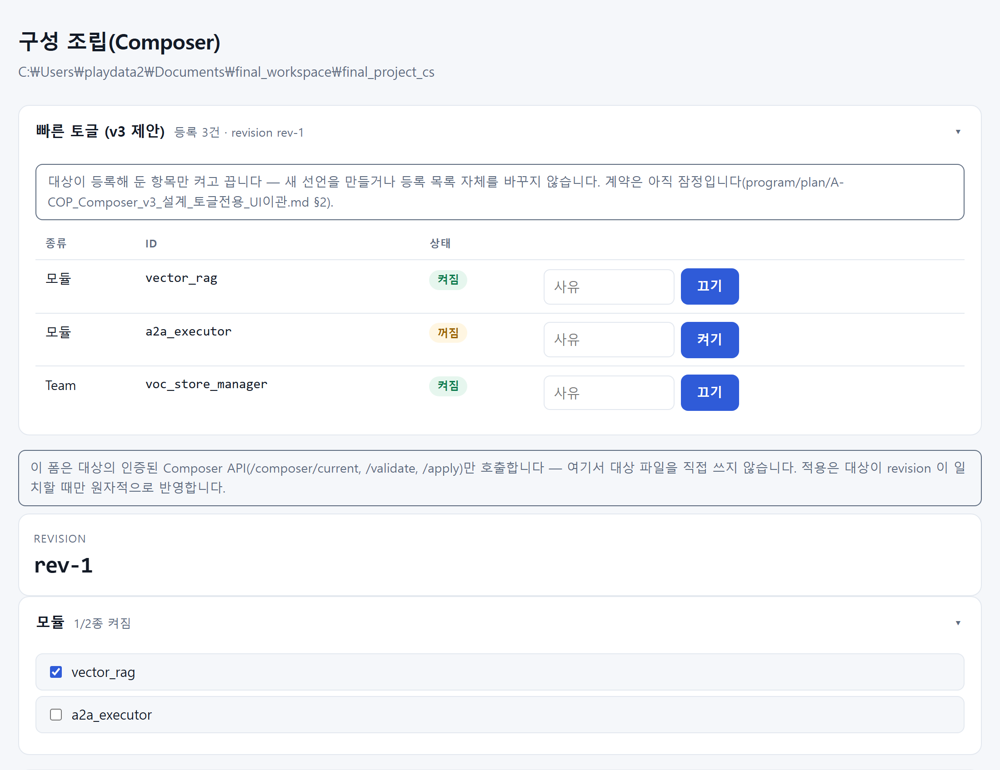 구성 조립(Composer)
C:₩Users₩playdata2₩Documents₩final_workspace₩final_project_cs
빠른 토글 (v3 제안) 등록 3건 · revision rev-1 ▼
대상이 등록해 둔 항목만 켜고 끕니다 — 새 선언을 만들거나 등록 목록 자체를 바꾸지 않습니다. 계약은 아직 잠정입니다(program/plan/A-
COP_Composer_v3_설계_토글전용_UI이관.md §2).
종류 ID 상태
모듈 vector_rag 켜짐 사유 끄기
모듈 a2a_executor 꺼짐 사유 켜기
Team voc_store_manager 켜짐 사유 끄기
이 폼은 대상의 인증된 Composer API(/composer/current, /validate, /apply)만 호출합니다 — 여기서 대상 파일을 직접 쓰지 않습니다. 적용은 대상이 revision 이 일
치할 때만 원자적으로 반영합니다.
REVISION
rev-1
모듈 1/2종 켜짐 ▼
vector_rag
a2a_executor